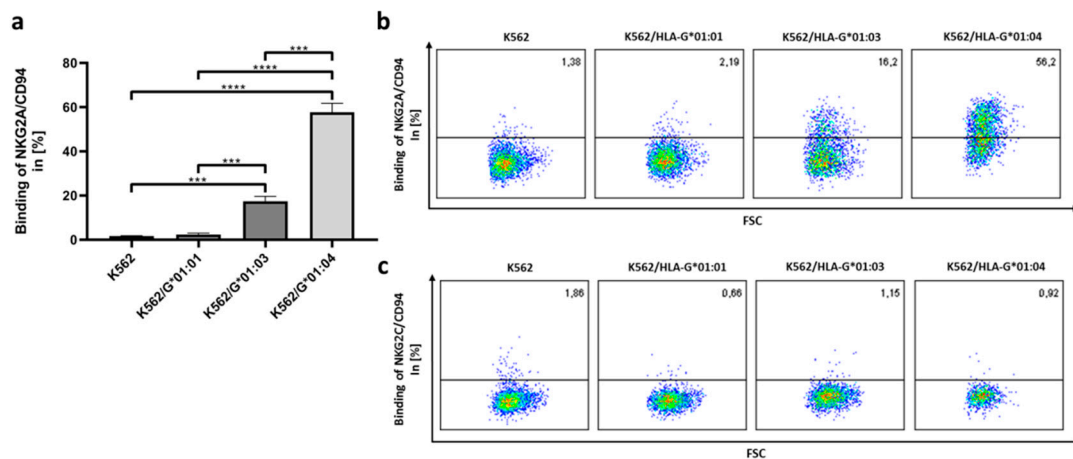 a
Binding of NKG2A/CD94
in [%]
80
60
40
20
0
***
****
****
***
***
K562
K562/G*01:01
K562/G*01:03
K562/G*01:04
b
K562
K562/HLA-G*01:01
K562/HLA-G*01:03
K562/HLA-G*01:04
1,38
2,19
16,2
56,2
Binding of NKG2A/CD94
In [%]
FSC
c
K562
K562/HLA-G*01:01
K562/HLA-G*01:03
K562/HLA-G*01:04
1,86
0,66
1,15
0,92
Binding of NKG2C/CD94
In [%]
FSC